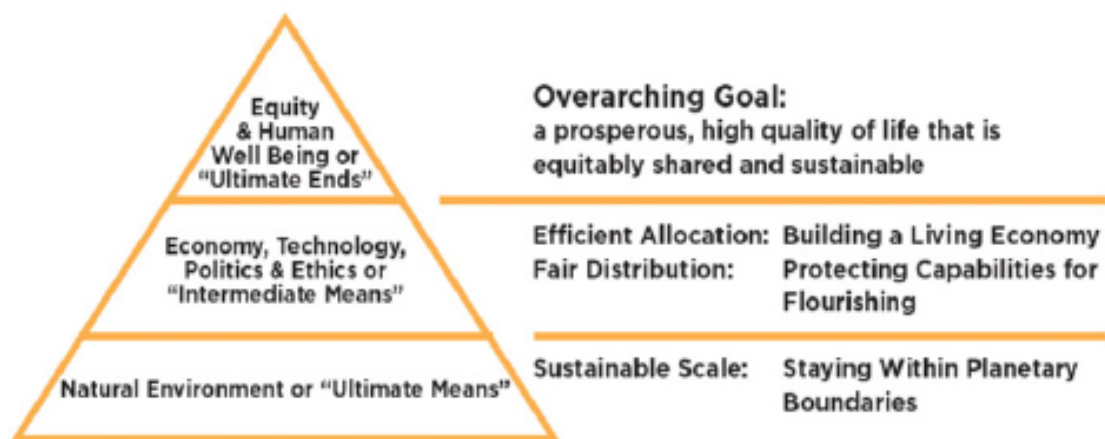 Equity
& Human
Well Being or
“Ultimate Ends”
Overarching Goal:
a prosperous, high quality of life that is
equitably shared and sustainable
Economy, Technology,
Politics & Ethics or
“Intermediate Means”
Efficient Allocation: Building a Living Economy
Fair Distribution: Protecting Capabilities for
Flourishing
Natural Environment or “Ultimate Means”
Sustainable Scale: Staying Within Planetary
Boundaries